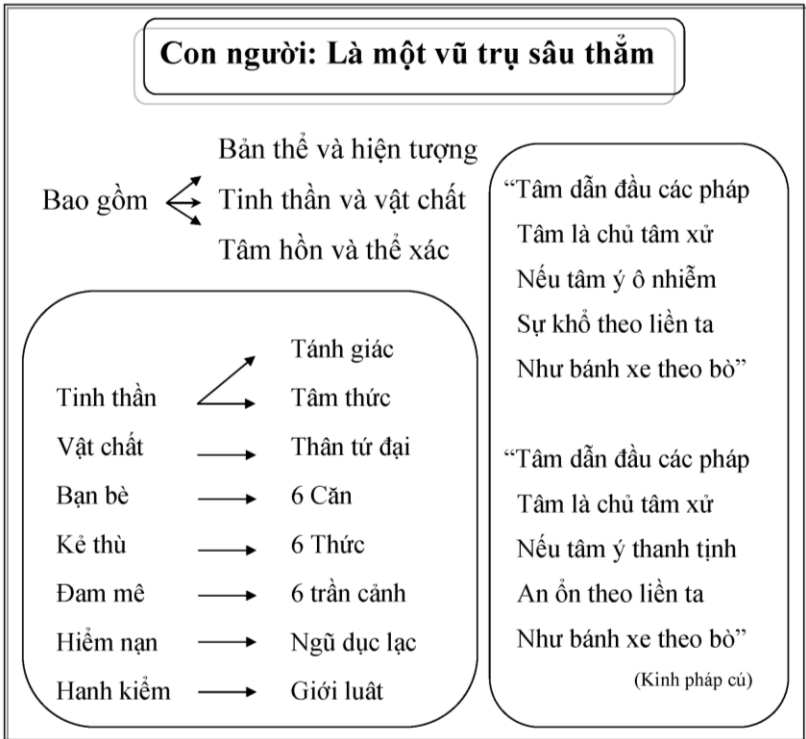 Con người: Là một vũ trụ sâu thẳm
Bản thể và hiện tượng
Bao gồm Tinh thần và vật chất
Tâm hồn và thể xác
Tánh giác
Tinh thần Tâm thức
Vật chất Thân tứ đại
Bạn bè 6 Căn
Kẻ thù 6 Thức
Đam mê 6 trần cảnh
Hiểm nạn Ngũ dục lạc
Hanh kiểm Giới luât
“Tâm dẫn đầu các pháp
Tâm là chủ tâm xử
Nếu tâm ý ô nhiễm
Sự khổ theo liền ta
Như bánh xe theo bò”
“Tâm dẫn đầu các pháp
Tâm là chủ tâm xử
Nếu tâm ý thanh tịnh
An ổn theo liền ta
Như bánh xe theo bò”
(Kinh pháp cú)